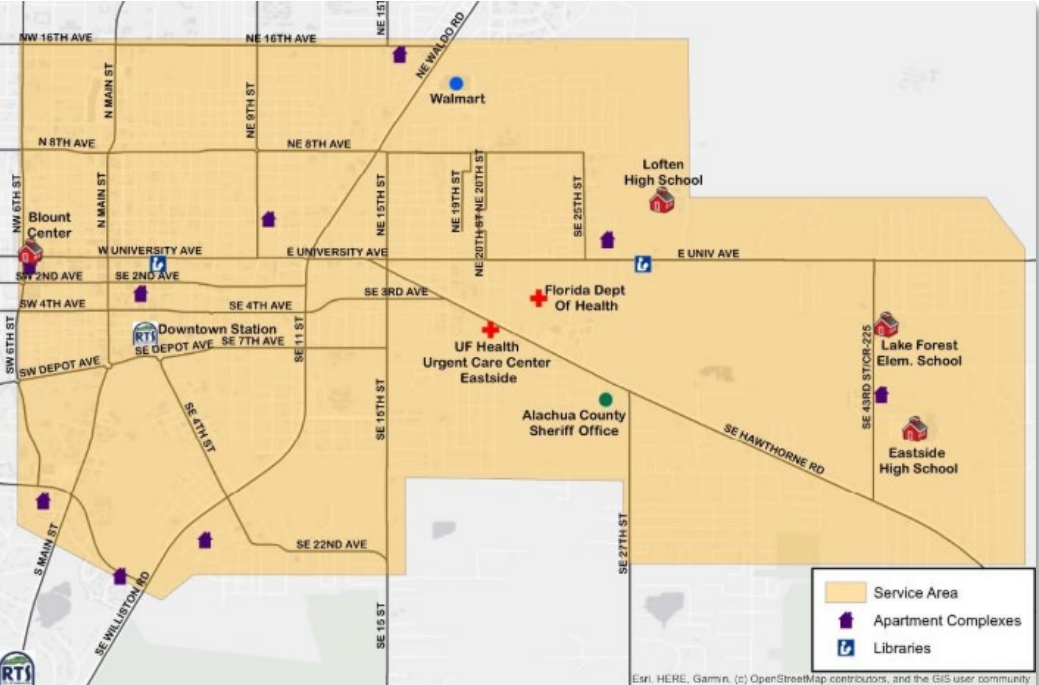 NW 16TH AVE
NE 16TH AVE
NE 15T
NE WALDO RD
N MAIN ST
NE 9TH ST
Walmart
N 8TH AVE
NE 8TH AVE
NW 6TH ST
N MAIN ST
NE 15TH ST
NE 19TH ST
NE 20TH ST
NE 20TH ST
SE 25TH ST
Loften
High School
Blount
Center
W UNIVERSITY AVE
E UNIVERSITY AVE
E UNIV AVE
SW 2ND AVE
SE 2ND AVE
SW 4TH AVE
SE 4TH AVE
SE 3RD AVE
Florida Dept
Of Health
RTS
Downtown Station
SE DEPOT AVE
SE 7TH AVE
SE 11 ST
SW 6TH ST
SW DEPOT AVE
UF Health
Urgent Care Center
Eastside
Lake Forest
Elem. School
SE 43RD ST/CR-225
SE 4TH ST
SE 15TH ST
Alachua County
Sheriff Office
SE HAWTHORNE RD
Eastside
High School
S MAIN ST
SE 22ND AVE
SE 27TH ST
SE WILLISTON RD
SE 15 ST
RTS
Service Area
Apartment Complexes
Libraries
Esri, HERE, Garmin, (c) OpenStreetMap contributors, and the GIS user community